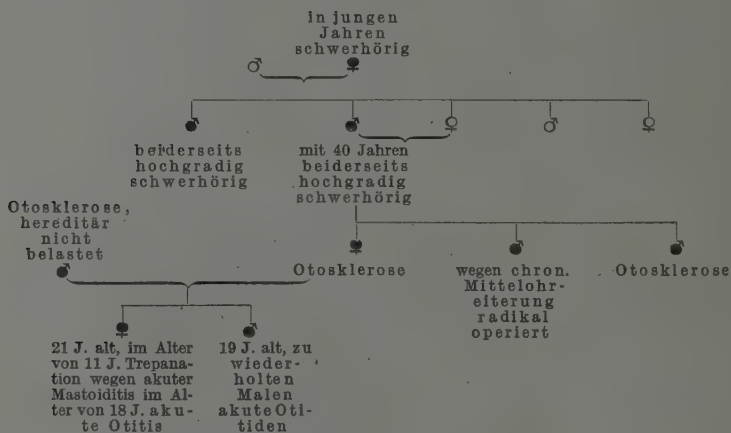 in jungen
Jahren
schwerhörig
♂ ♀
♂ ♂ ♀ ♂ ♀
beiderseits
hochgradig
schwerhörig
mit 40 Jahren
beiderseits
hochgradig
schwerhörig
Otosklerose,
hereditär
nicht
belastet
♂
♀ ♂ ♂
Otosklerose
wegen chron.
Mittelohr-
eiterung
radikal
operiert
Otosklerose
♀ ♂
21 J. alt, im Alter
von 11 J. Trepana-
tion wegen akuter
Mastoiditis im Al-
ter von 18 J. aku-
te Otitis
19 J. alt, zu
wieder-
holten
Malen
akute Oti-
tiden